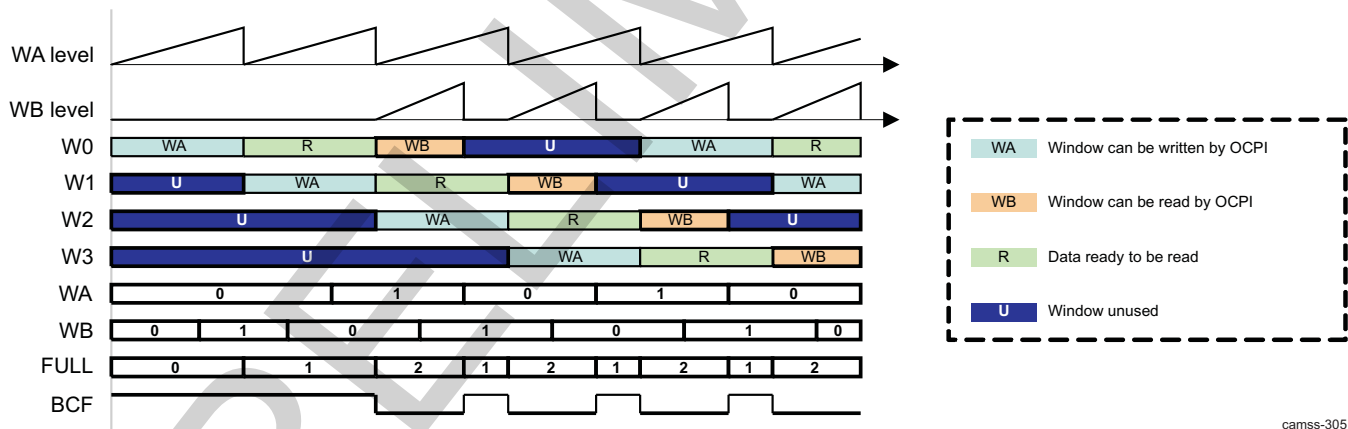 WA level
WB level
W0 WA R WB U WA R
W1 U WA R WB U WA
W2 U WA R WB U
W3 U WA R WB
WA 0 1 0 1 0
WB 0 1 0 1 0 1 0
FULL 0 1 2 1 2 1 2 1 2
BCF
WA Window can be written by OCPI
WB Window can be read by OCPI
R Data ready to be read
U Window unused
camss-305